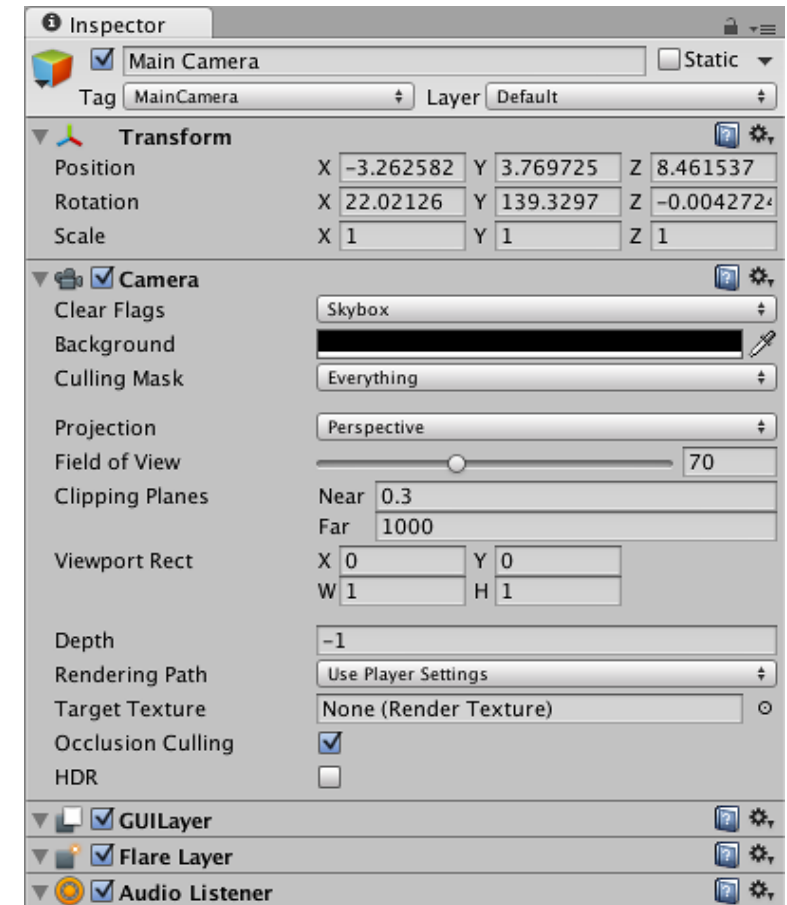 Inspector
Main Camera Static
Tag MainCamera Layer Default
Transform
Position X -3.262582 Y 3.769725 Z 8.461537
Rotation X 22.02126 Y 139.3297 Z -0.0042724
Scale X 1 Y 1 Z 1
Camera
Clear Flags Skybox
Background
Culling Mask Everything
Projection Perspective
Field of View 70
Clipping Planes Near 0.3
Far 1000
Viewport Rect X 0 Y 0
W 1 H 1
Depth -1
Rendering Path Use Player Settings
Target Texture None (Render Texture)
Occlusion Culling
HDR
GUILayer
Flare Layer
Audio Listener